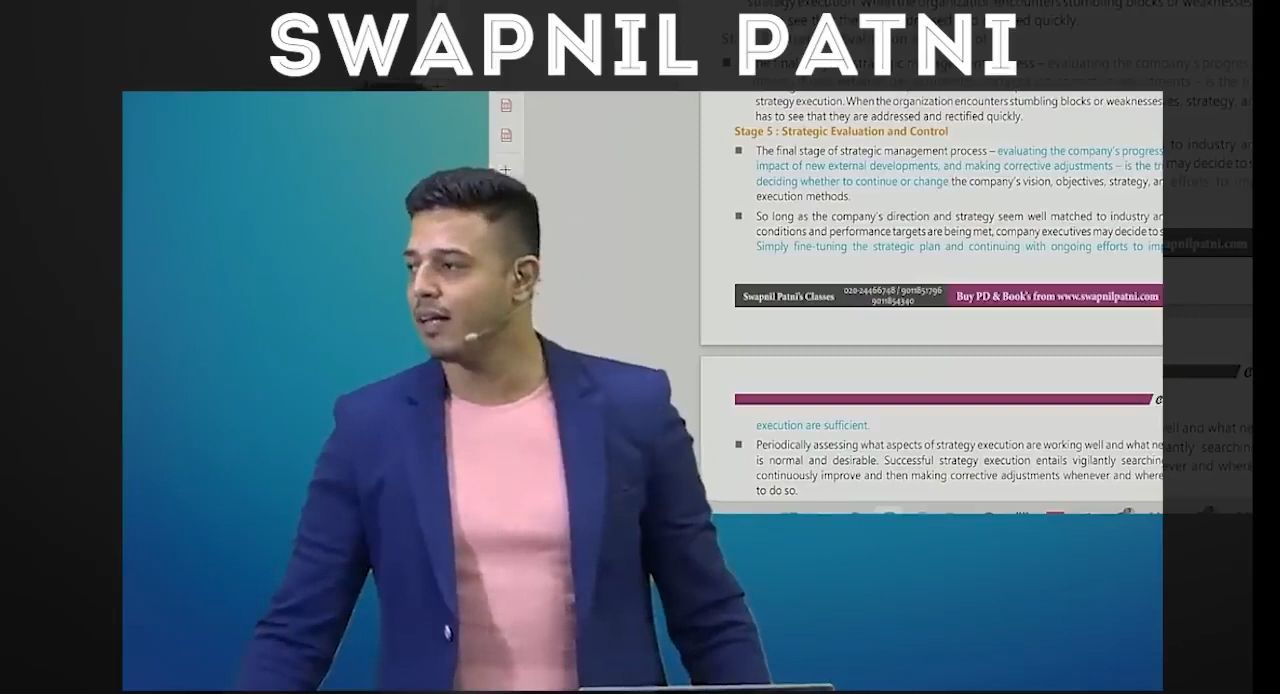 SWAPNIL PATNI
strategy execution. When the organization encounters stumbling blocks or weaknesses
has to see that they are addressed and rectified quickly.
Stage 5 : Strategic Evaluation and Control
■ The final stage of strategic management process – evaluating the company's progress
impact of new external developments, and making corrective adjustments – is the
deciding whether to continue or change the company's vision, objectives, strategy,
execution methods.
■ So long as the company's direction and strategy seem well matched to industry
conditions and performance targets are being met, company executives may decide to
Simply fine-tuning the strategic plan and continuing with ongoing efforts to
Swapnil Patni's Classes 020-24466748 / 9011851796
9011854340
Buy PD & Book's from www.swapnilpatni.com
execution are sufficient.
■ Periodically assessing what aspects of strategy execution are working well and what
is normal and desirable. Successful strategy execution entails vigilantly
continuously improve and then making corrective adjustments whenever and
to do so.